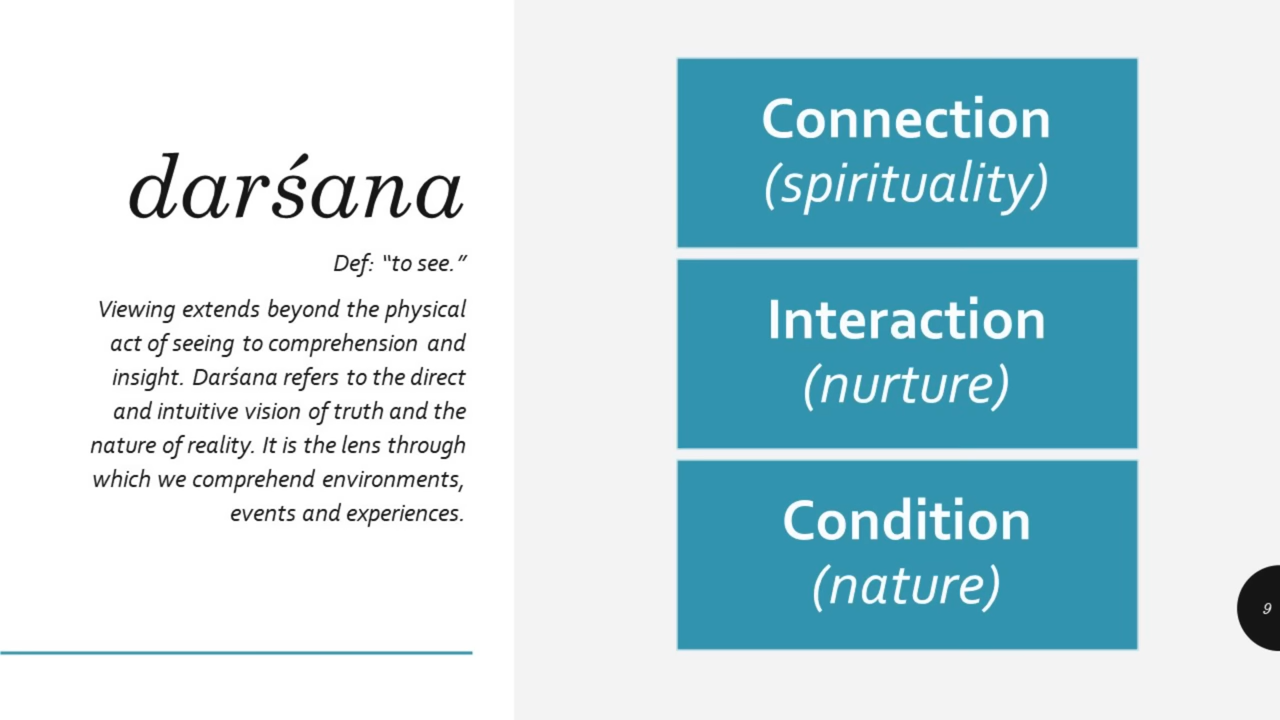 darśana
Def: “to see.”
Viewing extends beyond the physical
act of seeing to comprehension and
insight. Darśana refers to the direct
and intuitive vision of truth and the
nature of reality. It is the lens through
which we comprehend environments,
events and experiences.
Connection
(spirituality)
Interaction
(nurture)
Condition
(nature)
9